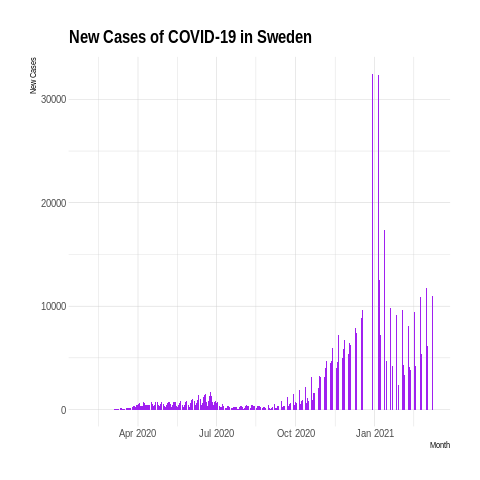 New Cases of COVID-19 in Sweden
New Cases
30000
20000
10000
0
Apr 2020 Jul 2020 Oct 2020 Jan 2021
Month